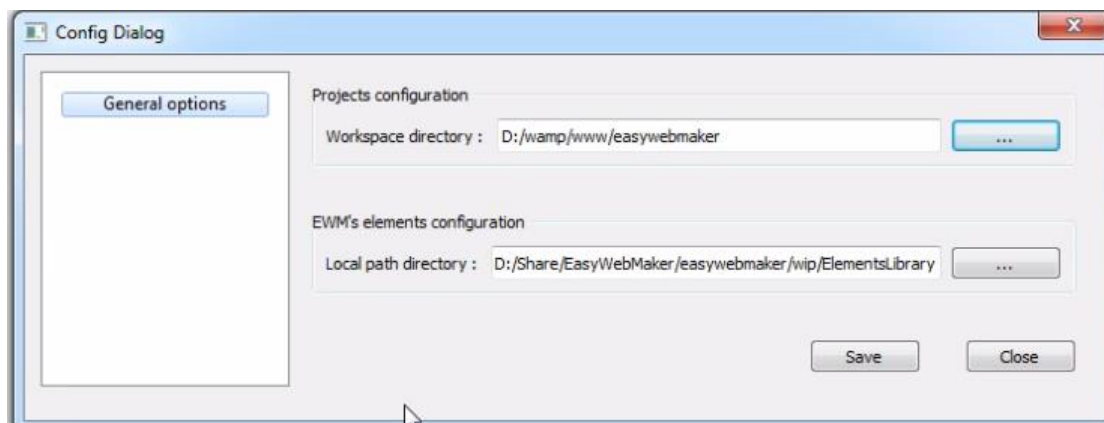 Config Dialog
General options
Projects configuration
Workspace directory : D:/wamp/www/easywebmaker ...
EWM's elements configuration
Local path directory : D:/Share/EasyWebMaker/easywebmaker/wip/ElementsLibrary ...
Save Close